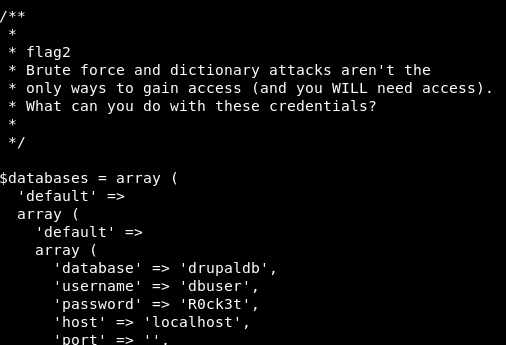 /**
 *
 * flag2
 * Brute force and dictionary attacks aren't the
 * only ways to gain access (and you WILL need access).
 * What can you do with these credentials?
 *
 */

$databases = array (
  'default' =>
  array (
    'default' =>
    array (
      'database' => 'drupaldb',
      'username' => 'dbuser',
      'password' => 'R0ck3t',
      'host' => 'localhost',
      'port' => '',